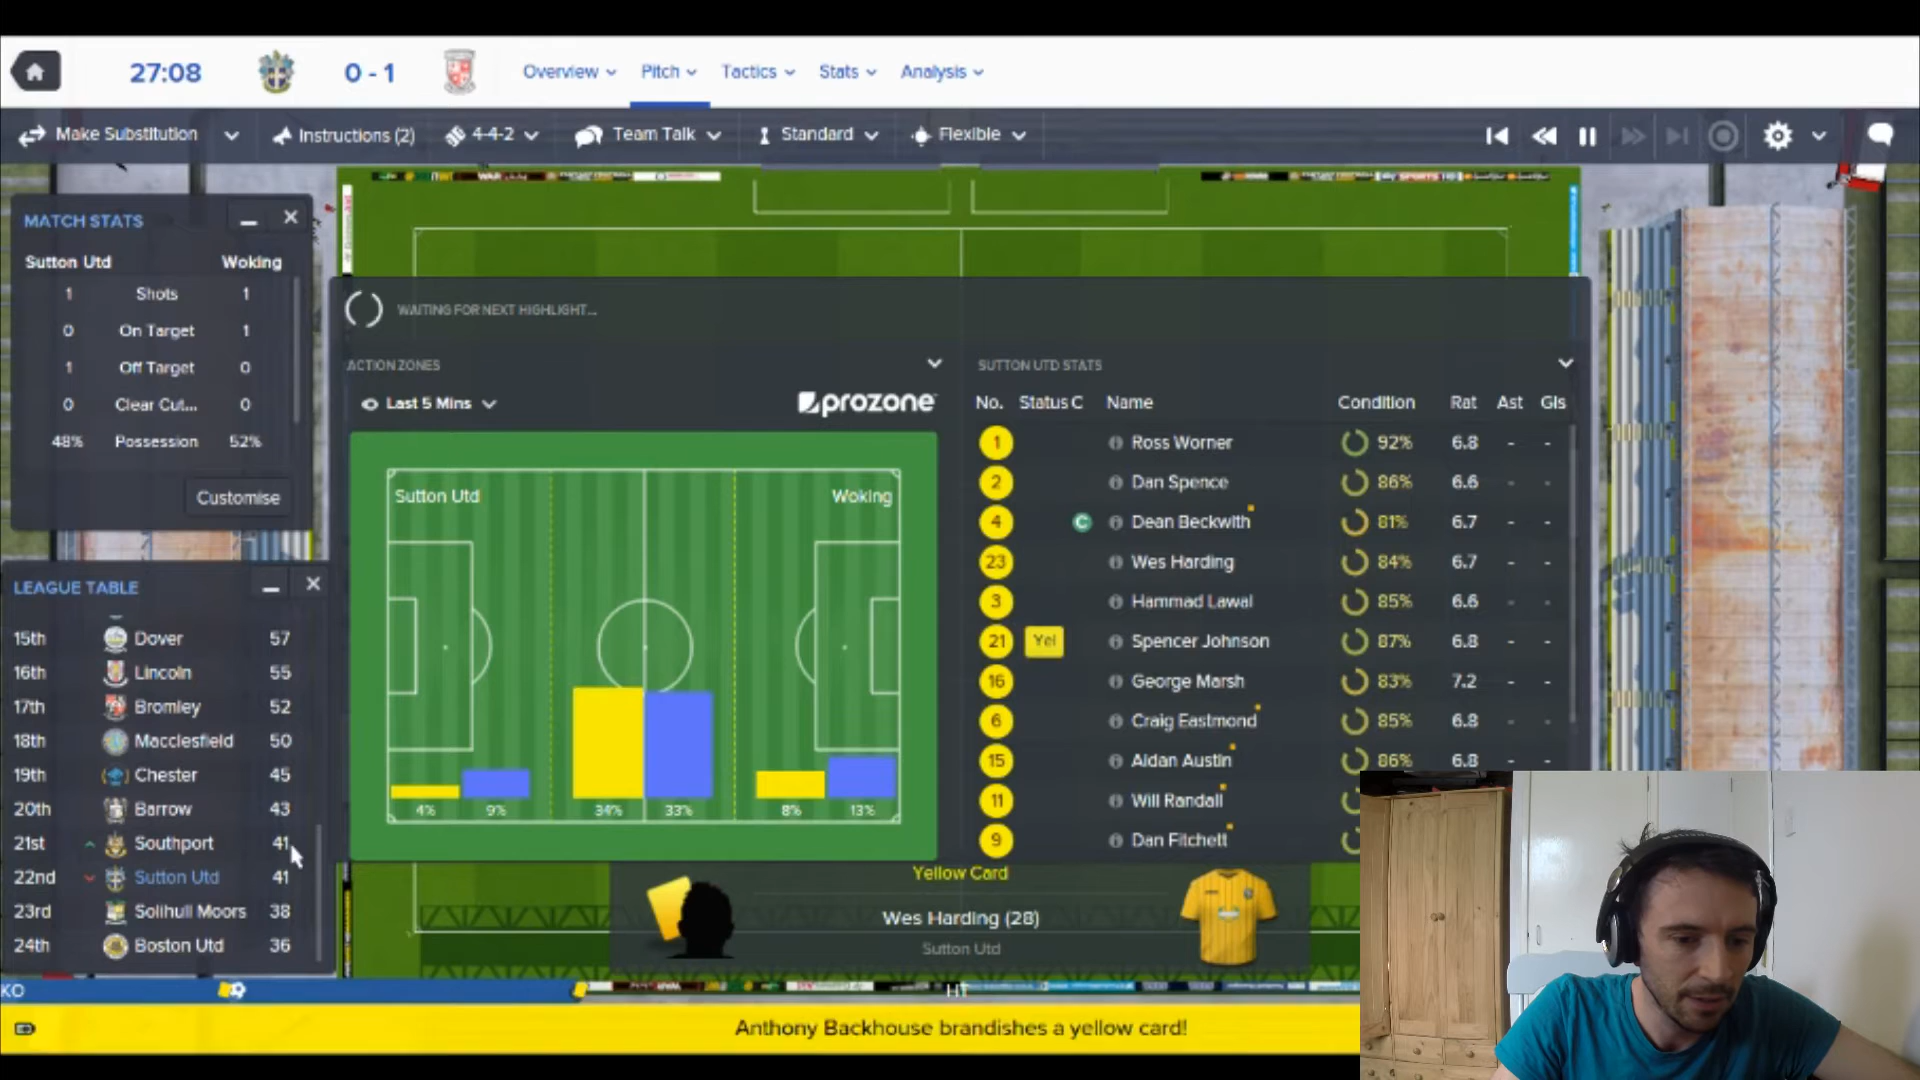 27:08 0 - 1 Overview Pitch Tactics Stats Analysis
Make Substitution Instructions (2) 4-4-2 Team Talk Standard Flexible
MATCH STATS
Sutton Utd Woking
1 Shots 1
0 On Target 1
1 Off Target 0
0 Clear Cut... 0
48% Possession 52%
Customise
LEAGUE TABLE
15th Dover 57
16th Lincoln 55
17th Bromley 52
18th Macclesfield 50
19th Chester 45
20th Barrow 43
21st Southport 41
22nd Sutton Utd 41
23rd Solihull Moors 38
24th Boston Utd 36
WAITING FOR NEXT HIGHLIGHT...
ACTION ZONES
Last 5 Mins prozone
Sutton Utd Woking
4% 9% 34% 33% 8% 13%
SUTTON UTD STATS
No. Status C Name Condition Rat Ast Gls
1 Ross Worner 92% 6.8 - -
2 Dan Spence 86% 6.6 - -
4 C Dean Beckwith 81% 6.7 - -
23 Wes Harding 84% 6.7 - -
3 Hammad Lawal 85% 6.6 - -
21 Yel Spencer Johnson 87% 6.8 - -
16 George Marsh 83% 7.2 - -
6 Craig Eastmond 85% 6.8 - -
15 Aidan Austin 86% 6.8 - -
11 Will Randall
9 Dan Fitchett
Yellow Card
Wes Harding (28)
Sutton Utd
KO HT
Anthony Backhouse brandishes a yellow card!